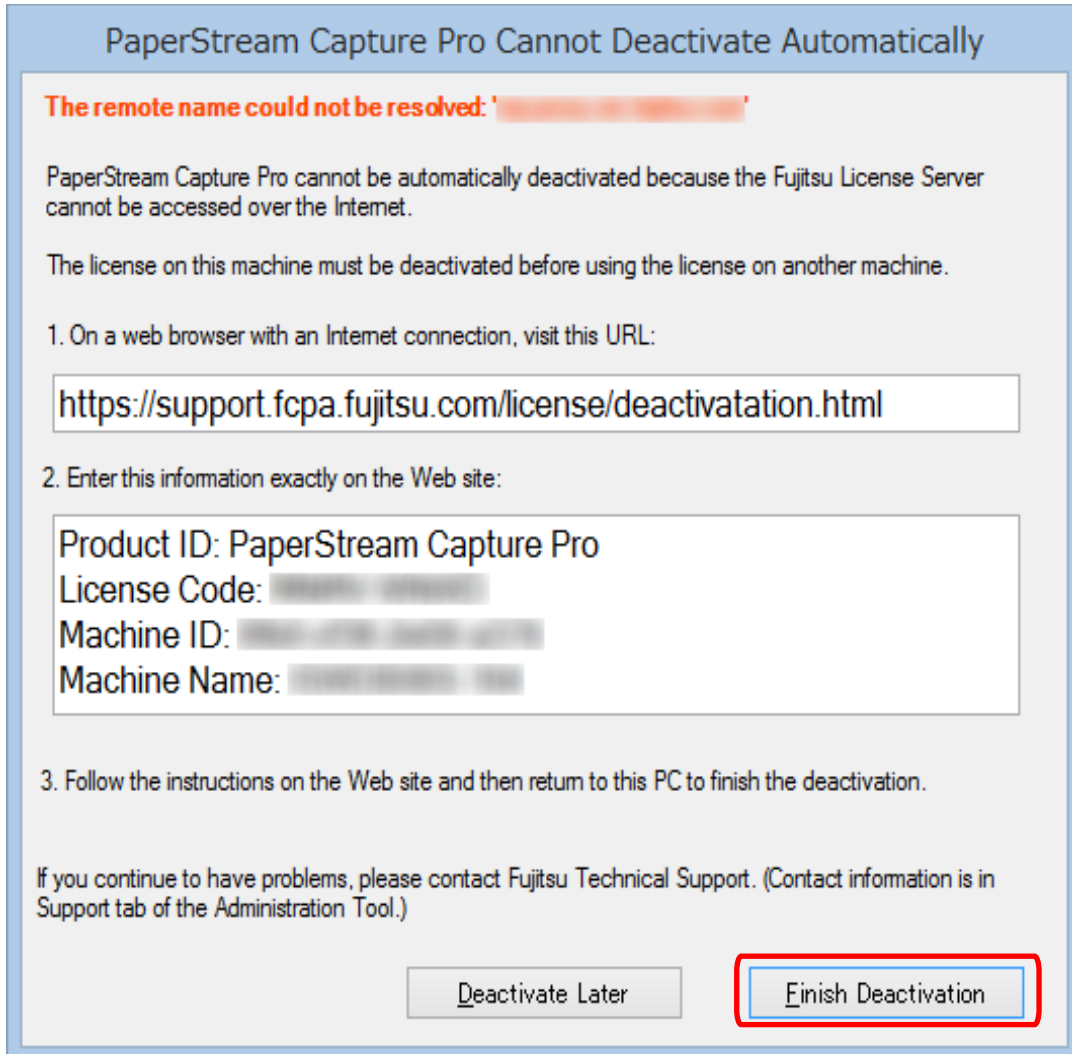 PaperStream Capture Pro Cannot Deactivate Automatically
The remote name could not be resolved: ' '
PaperStream Capture Pro cannot be automatically deactivated because the Fujitsu License Server
cannot be accessed over the Internet.
The license on this machine must be deactivated before using the license on another machine.
1. On a web browser with an Internet connection, visit this URL:
https://support.fcpa.fujitsu.com/license/deactivatation.html
2. Enter this information exactly on the Web site:
Product ID: PaperStream Capture Pro
License Code:
Machine ID:
Machine Name:
3. Follow the instructions on the Web site and then return to this PC to finish the deactivation.
If you continue to have problems, please contact Fujitsu Technical Support. (Contact information is in
Support tab of the Administration Tool.)
Deactivate Later
Finish Deactivation